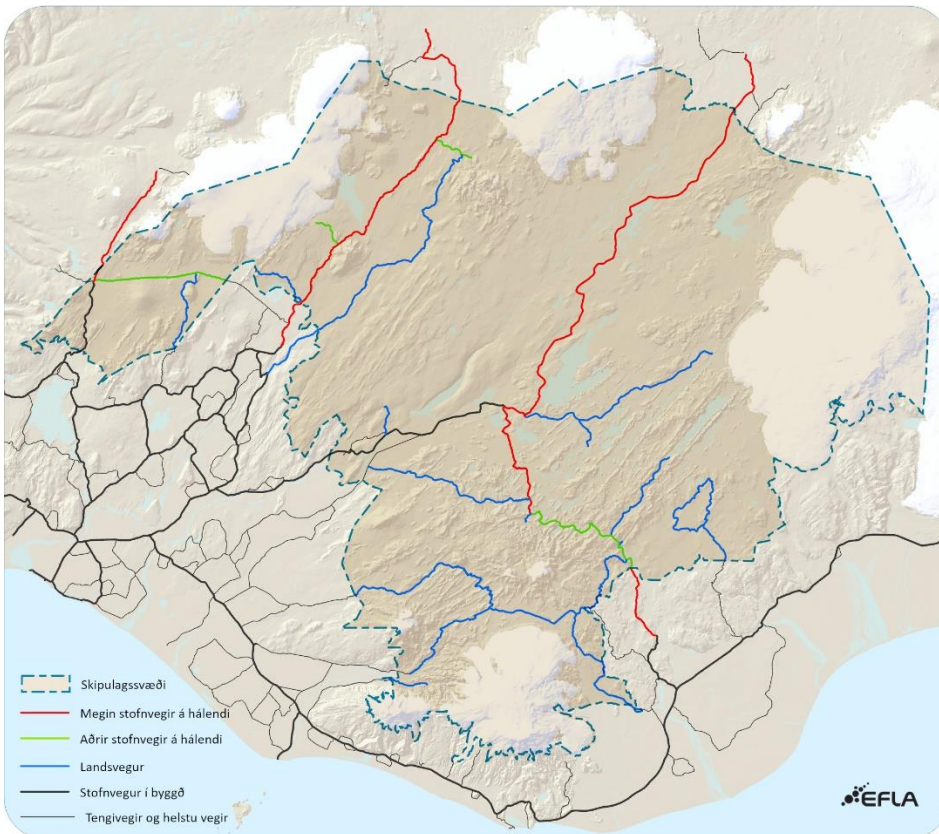 Skipulagssvæði
Megin stofnvegir á hálendi
Aðrir stofnvegir á hálendi
Landsvegur
Stofnvegur í byggð
Tengivegir og helstu vegir
EFLA